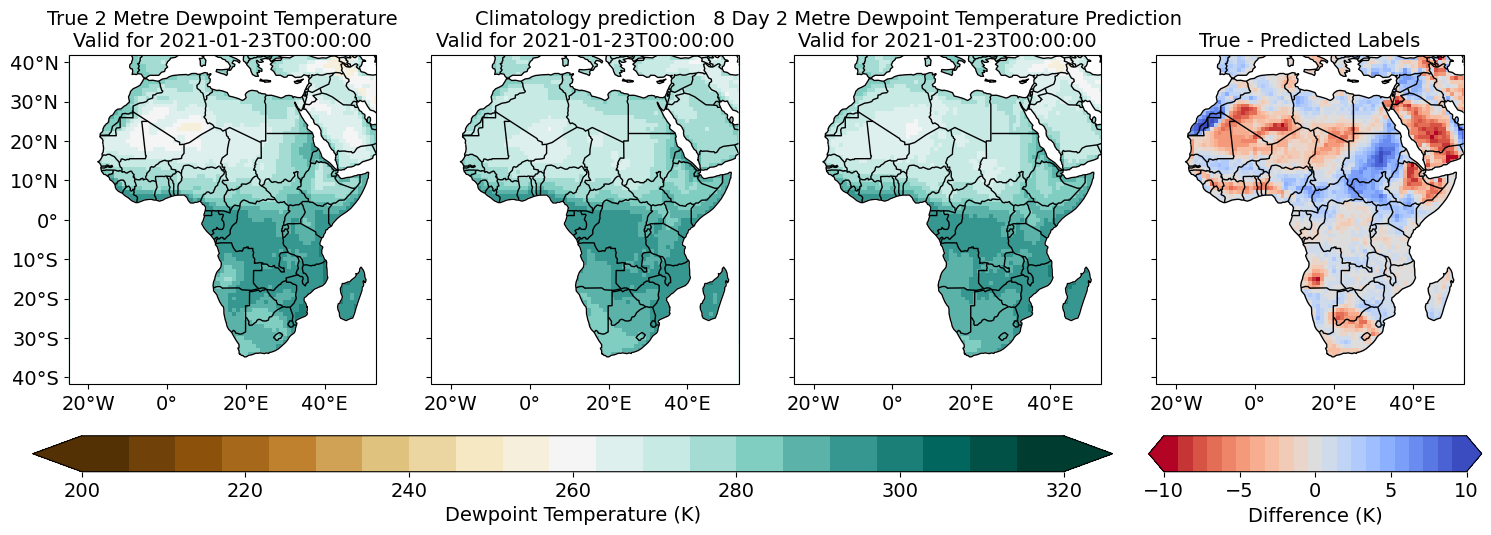 True 2 Metre Dewpoint Temperature
Valid for 2021-01-23T00:00:00
Climatology prediction
Valid for 2021-01-23T00:00:00
8 Day 2 Metre Dewpoint Temperature Prediction
Valid for 2021-01-23T00:00:00
True - Predicted Labels
40°N
30°N
20°N
10°N
0°
10°S
20°S
30°S
40°S
20°W 0° 20°E 40°E
20°W 0° 20°E 40°E
20°W 0° 20°E 40°E
20°W 0° 20°E 40°E
200 220 240 260 280 300 320
Dewpoint Temperature (K)
−10 −5 0 5 10
Difference (K)